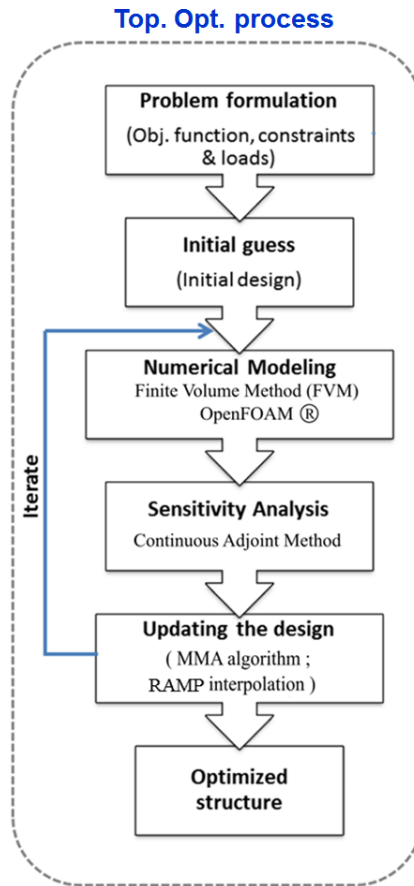 Top. Opt. process
Problem formulation
(Obj. function, constraints
& loads)
Initial guess
(Initial design)
Numerical Modeling
Finite Volume Method (FVM)
OpenFOAM ®
Sensitivity Analysis
Continuous Adjoint Method
Updating the design
( MMA algorithm ;
RAMP interpolation )
Iterate
Optimized
structure